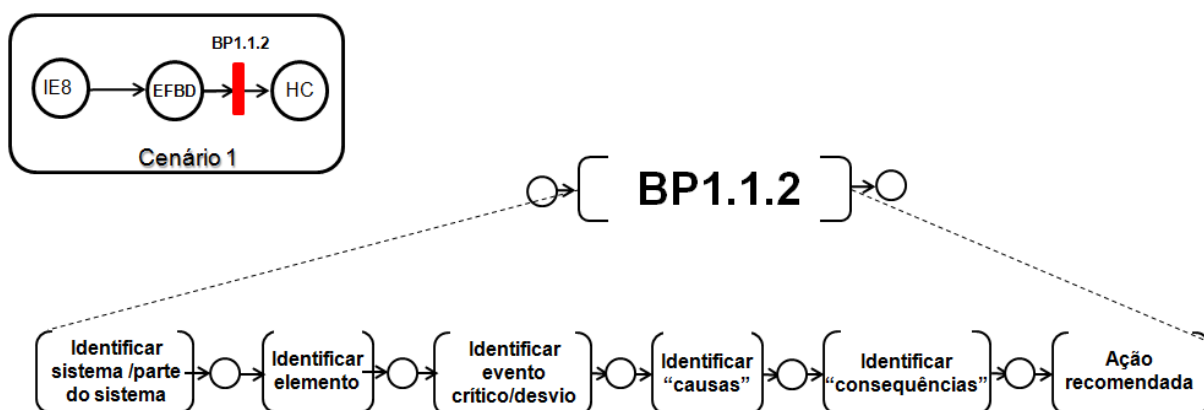 BP1.1.2
IE8
EFBD
HC
Cenário 1
BP1.1.2
Identificar
sistema /parte
do sistema
Identificar
elemento
Identificar
evento
crítico/desvio
Identificar
“causas”
Identificar
“consequências”
Ação
recomendada